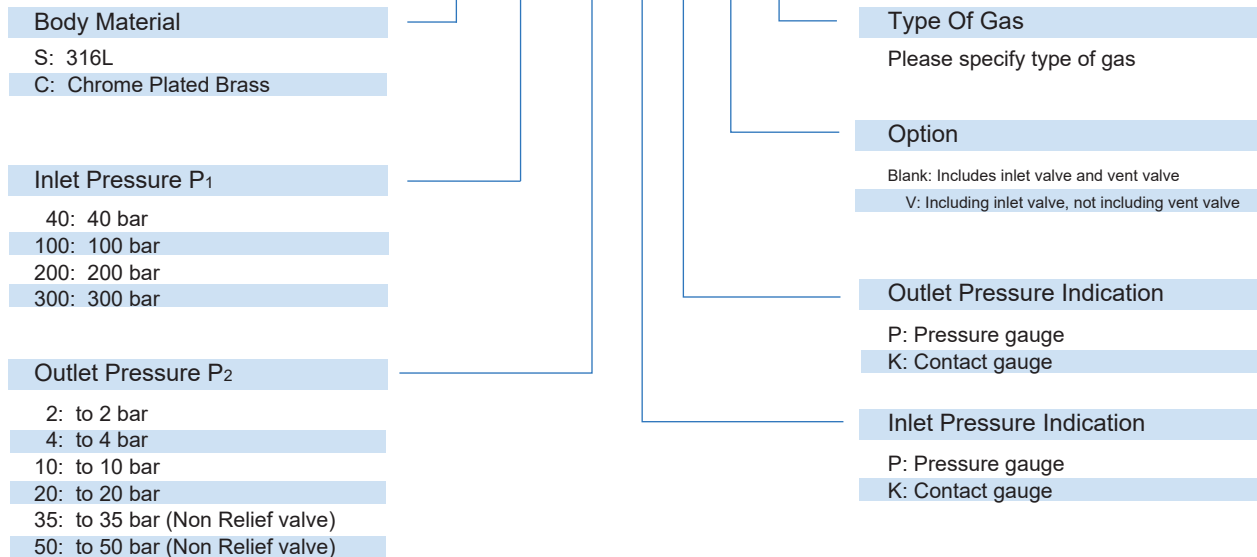 Body Material
S: 316L
C: Chrome Plated Brass
Inlet Pressure P1
40: 40 bar
100: 100 bar
200: 200 bar
300: 300 bar
Outlet Pressure P2
2: to 2 bar
4: to 4 bar
10: to 10 bar
20: to 20 bar
35: to 35 bar (Non Relief valve)
50: to 50 bar (Non Relief valve)
Type Of Gas
Please specify type of gas
Option
Blank: Includes inlet valve and vent valve
V: Including inlet valve, not including vent valve
Outlet Pressure Indication
P: Pressure gauge
K: Contact gauge
Inlet Pressure Indication
P: Pressure gauge
K: Contact gauge